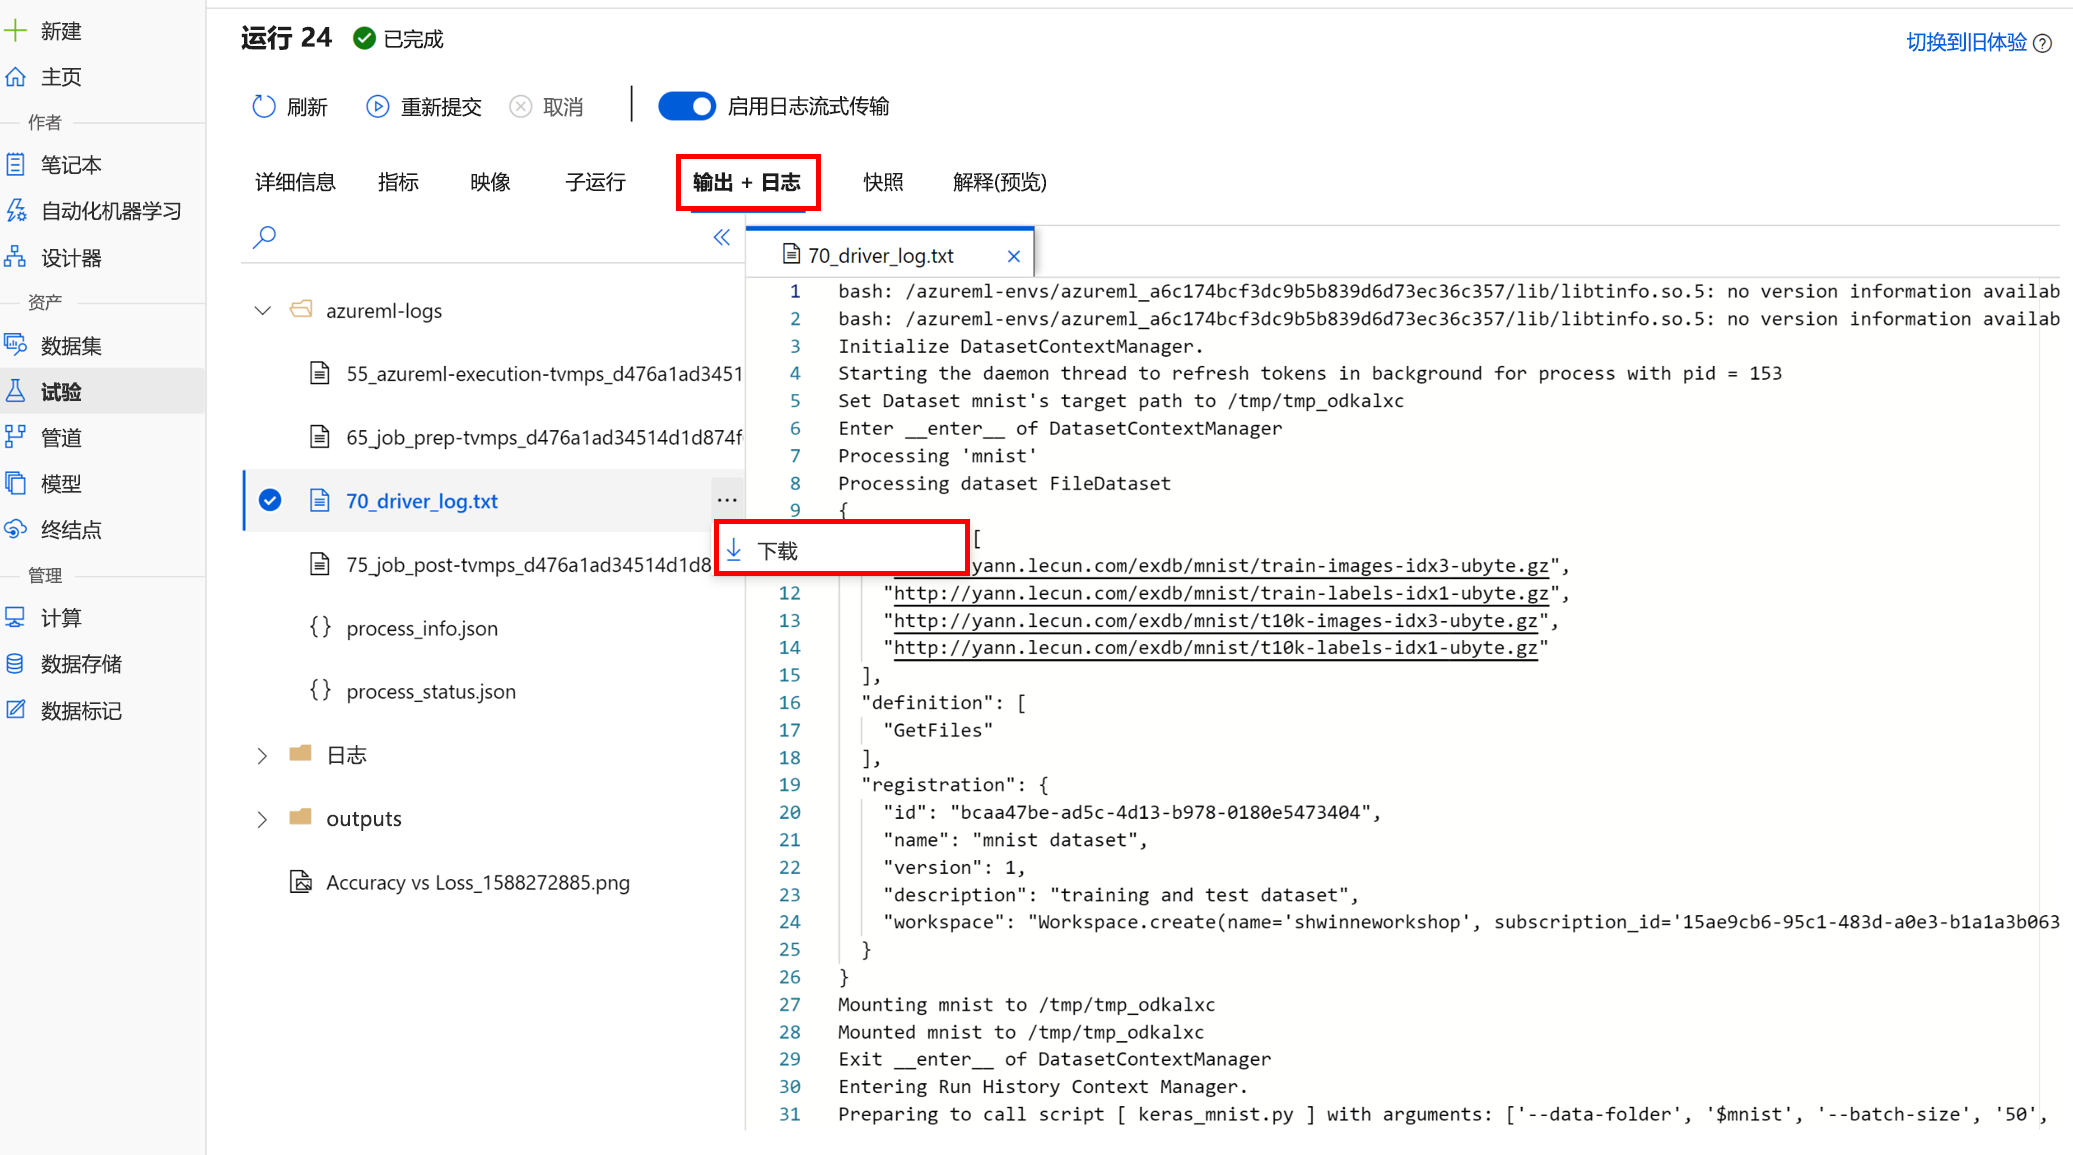 新建
主页
作者
笔记本
自动化机器学习
设计器
资产
数据集
试验
管道
模型
终结点
管理
计算
数据存储
数据标记
运行 24 已完成
切换到旧体验
刷新 重新提交 取消 启用日志流式传输
详细信息 指标 映像 子运行 输出 + 日志 快照 解释(预览)
azureml-logs
55_azureml-execution-tvmps_d476a1ad3451
65_job_prep-tvmps_d476a1ad34514d1d874f
70_driver_log.txt ...
下载
75_job_post-tvmps_d476a1ad34514d1d8
{} process_info.json
{} process_status.json
日志
outputs
Accuracy vs Loss_1588272885.png
70_driver_log.txt
1 bash: /azureml-envs/azureml_a6c174bcf3dc9b5b839d6d73ec36c357/lib/libtinfo.so.5: no version information availab
2 bash: /azureml-envs/azureml_a6c174bcf3dc9b5b839d6d73ec36c357/lib/libtinfo.so.5: no version information availab
3 Initialize DatasetContextManager.
4 Starting the daemon thread to refresh tokens in background for process with pid = 153
5 Set Dataset mnist's target path to /tmp/tmp_odkalxc
6 Enter __enter__ of DatasetContextManager
7 Processing 'mnist'
8 Processing dataset FileDataset
9 {
[
yann.lecun.com/exdb/mnist/train-images-idx3-ubyte.gz",
12 "http://yann.lecun.com/exdb/mnist/train-labels-idx1-ubyte.gz",
13 "http://yann.lecun.com/exdb/mnist/t10k-images-idx3-ubyte.gz",
14 "http://yann.lecun.com/exdb/mnist/t10k-labels-idx1-ubyte.gz"
15 ],
16 "definition": [
17 "GetFiles"
18 ],
19 "registration": {
20 "id": "bcaa47be-ad5c-4d13-b978-0180e5473404",
21 "name": "mnist dataset",
22 "version": 1,
23 "description": "training and test dataset",
24 "workspace": "Workspace.create(name='shwinneworkshop', subscription_id='15ae9cb6-95c1-483d-a0e3-b1a1a3b063
25 }
26 }
27 Mounting mnist to /tmp/tmp_odkalxc
28 Mounted mnist to /tmp/tmp_odkalxc
29 Exit __enter__ of DatasetContextManager
30 Entering Run History Context Manager.
31 Preparing to call script [ keras_mnist.py ] with arguments: ['--data-folder', '$mnist', '--batch-size', '50',